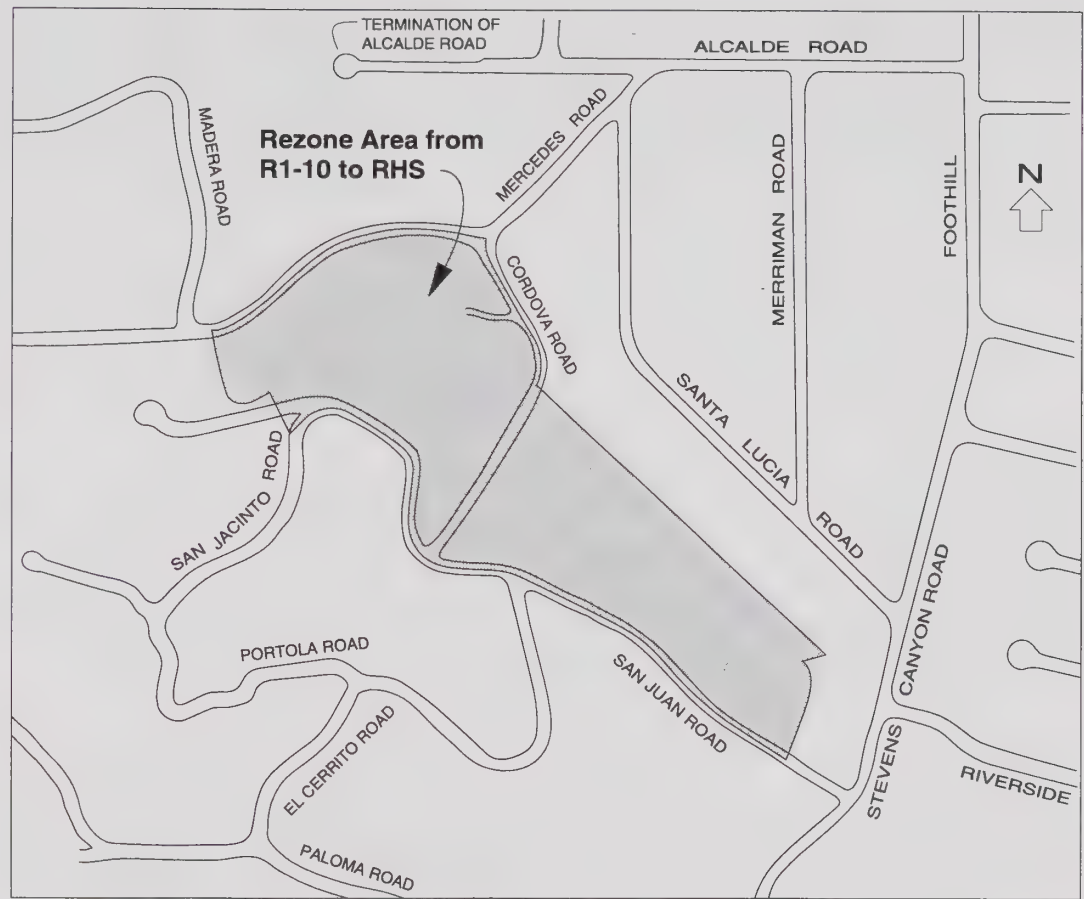 TERMINATION OF
ALCALDE ROAD
ALCALDE ROAD
MADERA ROAD
Rezone Area from
R1-10 to RHS
MERCEDES ROAD
MERRIMAN ROAD
FOOTHILL
N
CORDOVA ROAD
SANTA LUCIA ROAD
SAN JACINTO ROAD
PORTOLA ROAD
SAN JUAN ROAD
CANYON ROAD
EL CERRITO ROAD
STEVENS
RIVERSIDE
PALOMA ROAD